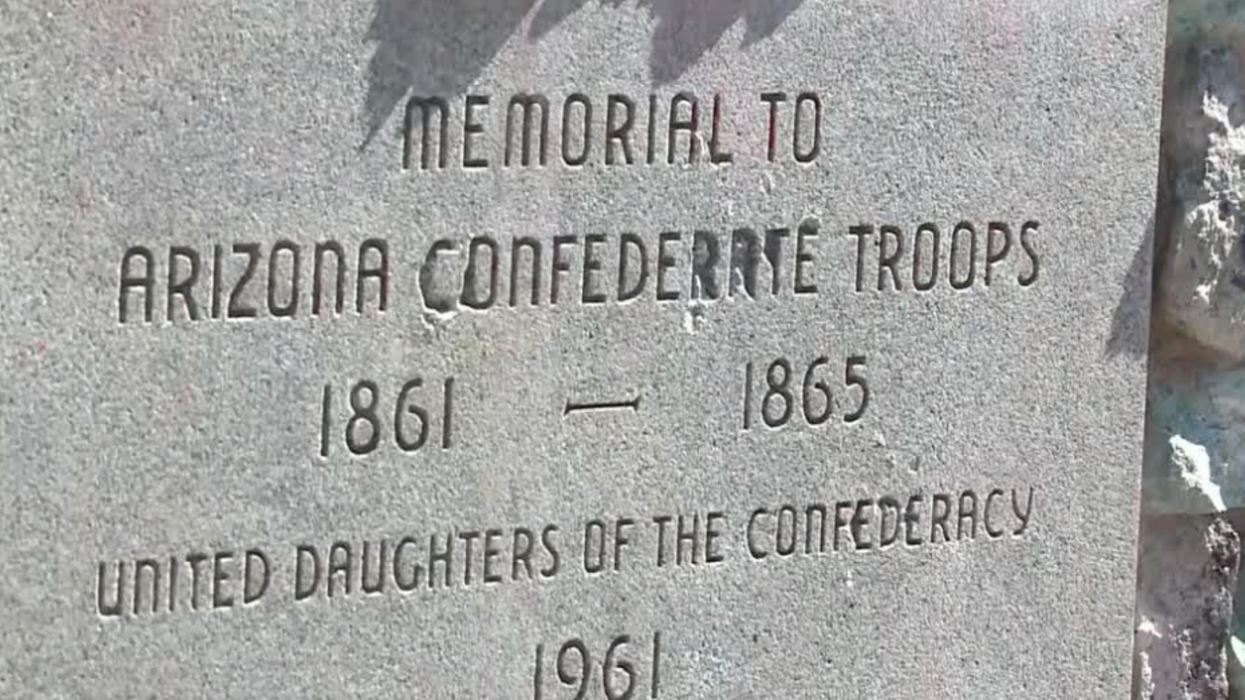 MEMORIAL TO
ARIZONA CONFEDERATE TROOPS
1861 — 1865
UNITED DAUGHTERS OF THE CONFEDERACY
1961